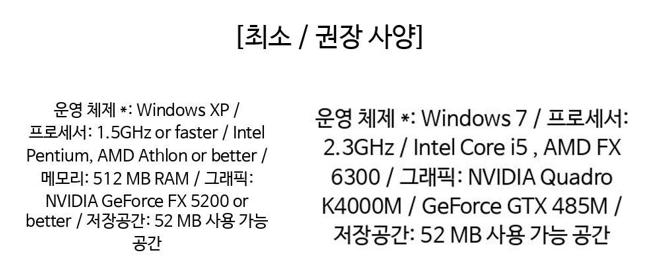 [최소 / 권장 사양]
운영 체제 *: Windows XP /
프로세서: 1.5GHz or faster / Intel
Pentium, AMD Athlon or better /
메모리: 512 MB RAM / 그래픽:
NVIDIA GeForce FX 5200 or
better / 저장공간: 52 MB 사용 가능
공간
운영 체제 *: Windows 7 / 프로세서:
2.3GHz / Intel Core i5 , AMD FX
6300 / 그래픽: NVIDIA Quadro
K4000M / GeForce GTX 485M /
저장공간: 52 MB 사용 가능 공간